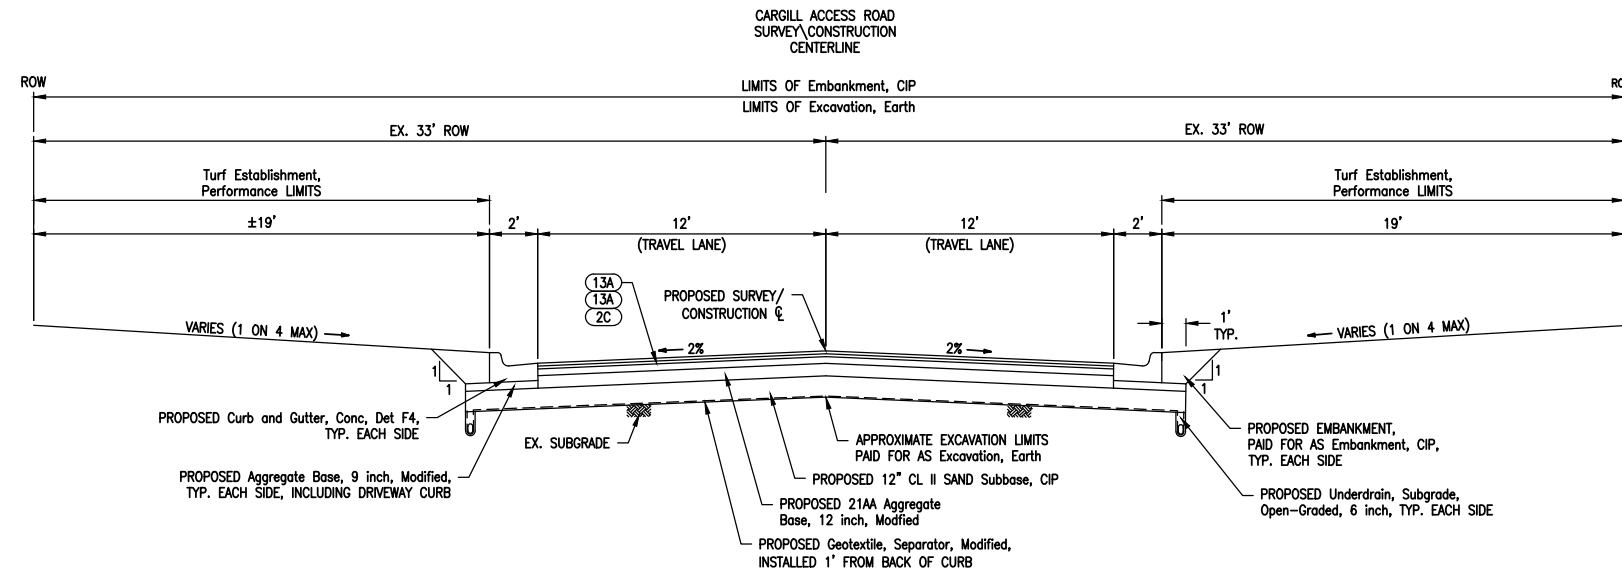 CARGILL ACCESS ROAD
SURVEY\CONSTRUCTION
CENTERLINE
ROW
LIMITS OF Embankment, CIP
LIMITS OF Excavation, Earth
EX. 33' ROW
EX. 33' ROW
Turf Establishment,
Performance LIMITS
Turf Establishment,
Performance LIMITS
±19'
2'
12'
(TRAVEL LANE)
12'
(TRAVEL LANE)
2'
19'
13A
13A
2C
PROPOSED SURVEY/
CONSTRUCTION ℄
1'
TYP.
VARIES (1 ON 4 MAX)
2%
2%
VARIES (1 ON 4 MAX)
1
1
1
1
PROPOSED Curb and Gutter, Conc, Det F4,
TYP. EACH SIDE
EX. SUBGRADE
APPROXIMATE EXCAVATION LIMITS
PAID FOR AS Excavation, Earth
PROPOSED EMBANKMENT,
PAID FOR AS Embankment, CIP,
TYP. EACH SIDE
PROPOSED Aggregate Base, 9 inch, Modified,
TYP. EACH SIDE, INCLUDING DRIVEWAY CURB
PROPOSED 12" CL II SAND Subbase, CIP
PROPOSED 21AA Aggregate
Base, 12 inch, Modfied
PROPOSED Underdrain, Subgrade,
Open-Graded, 6 inch, TYP. EACH SIDE
PROPOSED Geotextile, Separator, Modified,
INSTALLED 1' FROM BACK OF CURB